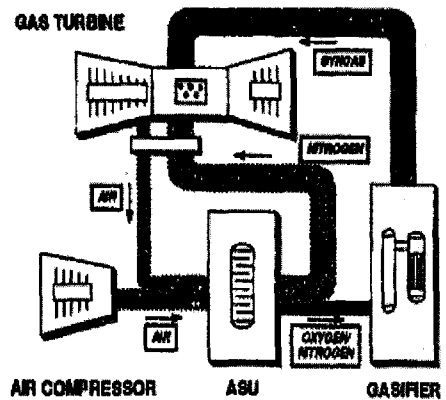 GAS TURBINE
SYNGAS
NITROGEN
AIR
AIR
OXYGEN/
NITROGEN
AIR COMPRESSOR
ASU
GASIFIER